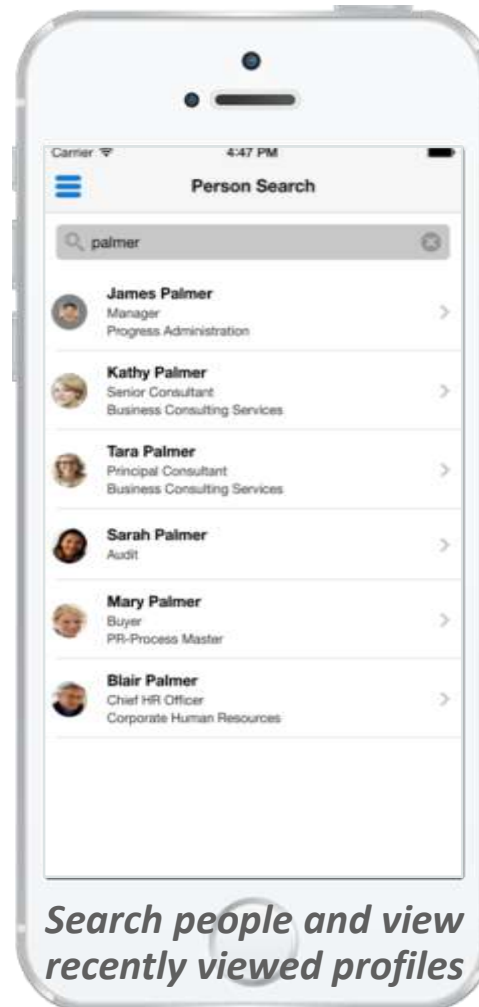 Carrier 4:47 PM
Person Search
palmer
James Palmer
Manager
Progress Administration
Kathy Palmer
Senior Consultant
Business Consulting Services
Tara Palmer
Principal Consultant
Business Consulting Services
Sarah Palmer
Audit
Mary Palmer
Buyer
PR-Process Master
Blair Palmer
Chief HR Officer
Corporate Human Resources
Search people and view
recently viewed profiles